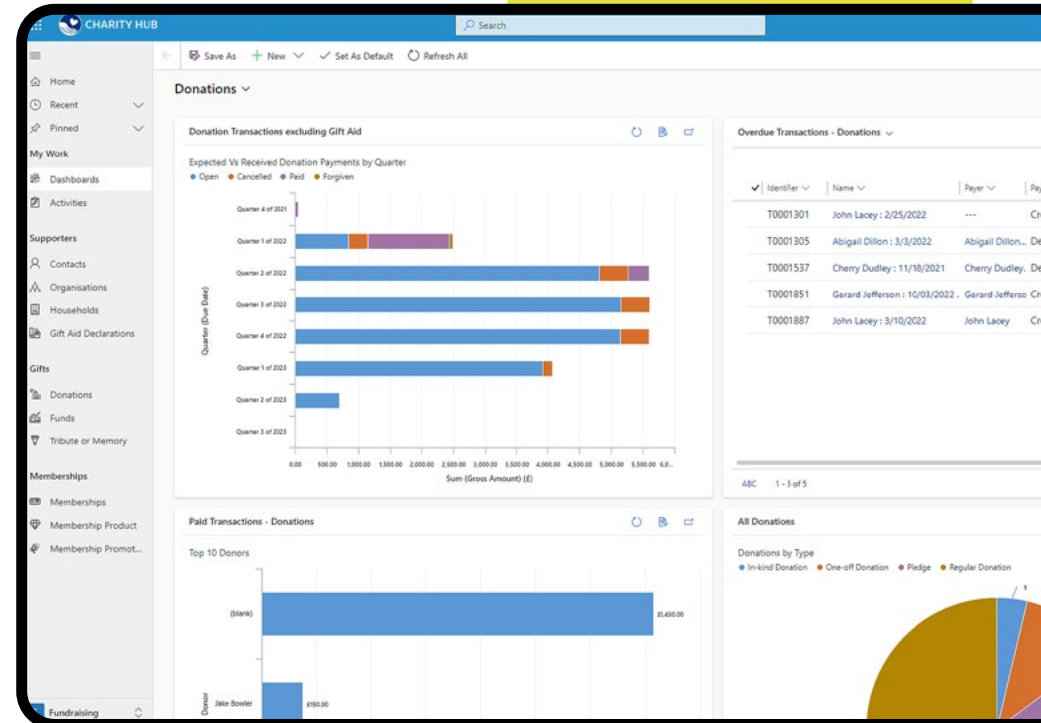 CHARITY HUB
Search
Save As New Set As Default Refresh All
Home
Recent
Pinned
My Work
Dashboards
Activities
Supporters
Contacts
Organisations
Households
Gift Aid Declarations
Gifts
Donations
Funds
Tribute or Memory
Memberships
Memberships
Membership Product
Membership Promot...
Fundraising
Donations
Donation Transactions excluding Gift Aid
Expected Vs Received Donation Payments by Quarter
Open Cancelled Paid Forgiven
Quarter (Due Date)
Quarter 4 of 2021
Quarter 1 of 2022
Quarter 2 of 2022
Quarter 3 of 2022
Quarter 4 of 2022
Quarter 1 of 2023
Quarter 2 of 2023
Quarter 3 of 2023
0.00 500.00 1,000.00 1,500.00 2,000.00 2,500.00 3,000.00 3,500.00 4,000.00 4,500.00 5,000.00 5,500.00 6,0...
Sum (Gross Amount) (£)
Overdue Transactions - Donations
Identifier Name Payer Pay
T0001301 John Lacey : 2/25/2022 --- Cr
T0001305 Abigail Dillon : 3/3/2022 Abigail Dillon... De
T0001537 Cherry Dudley : 11/18/2021 Cherry Dudley. De
T0001851 Gerard Jefferson : 10/03/2022 . Gerard Jefferso Cr
T0001887 John Lacey : 3/10/2022 John Lacey Cr
ABC 1 - 5 of 5
Paid Transactions - Donations
Top 10 Donors
Donor
(blank)
£1,430.00
Jake Bowler
£150.00
All Donations
Donations by Type
In-kind Donation One-off Donation Pledge Regular Donation
1